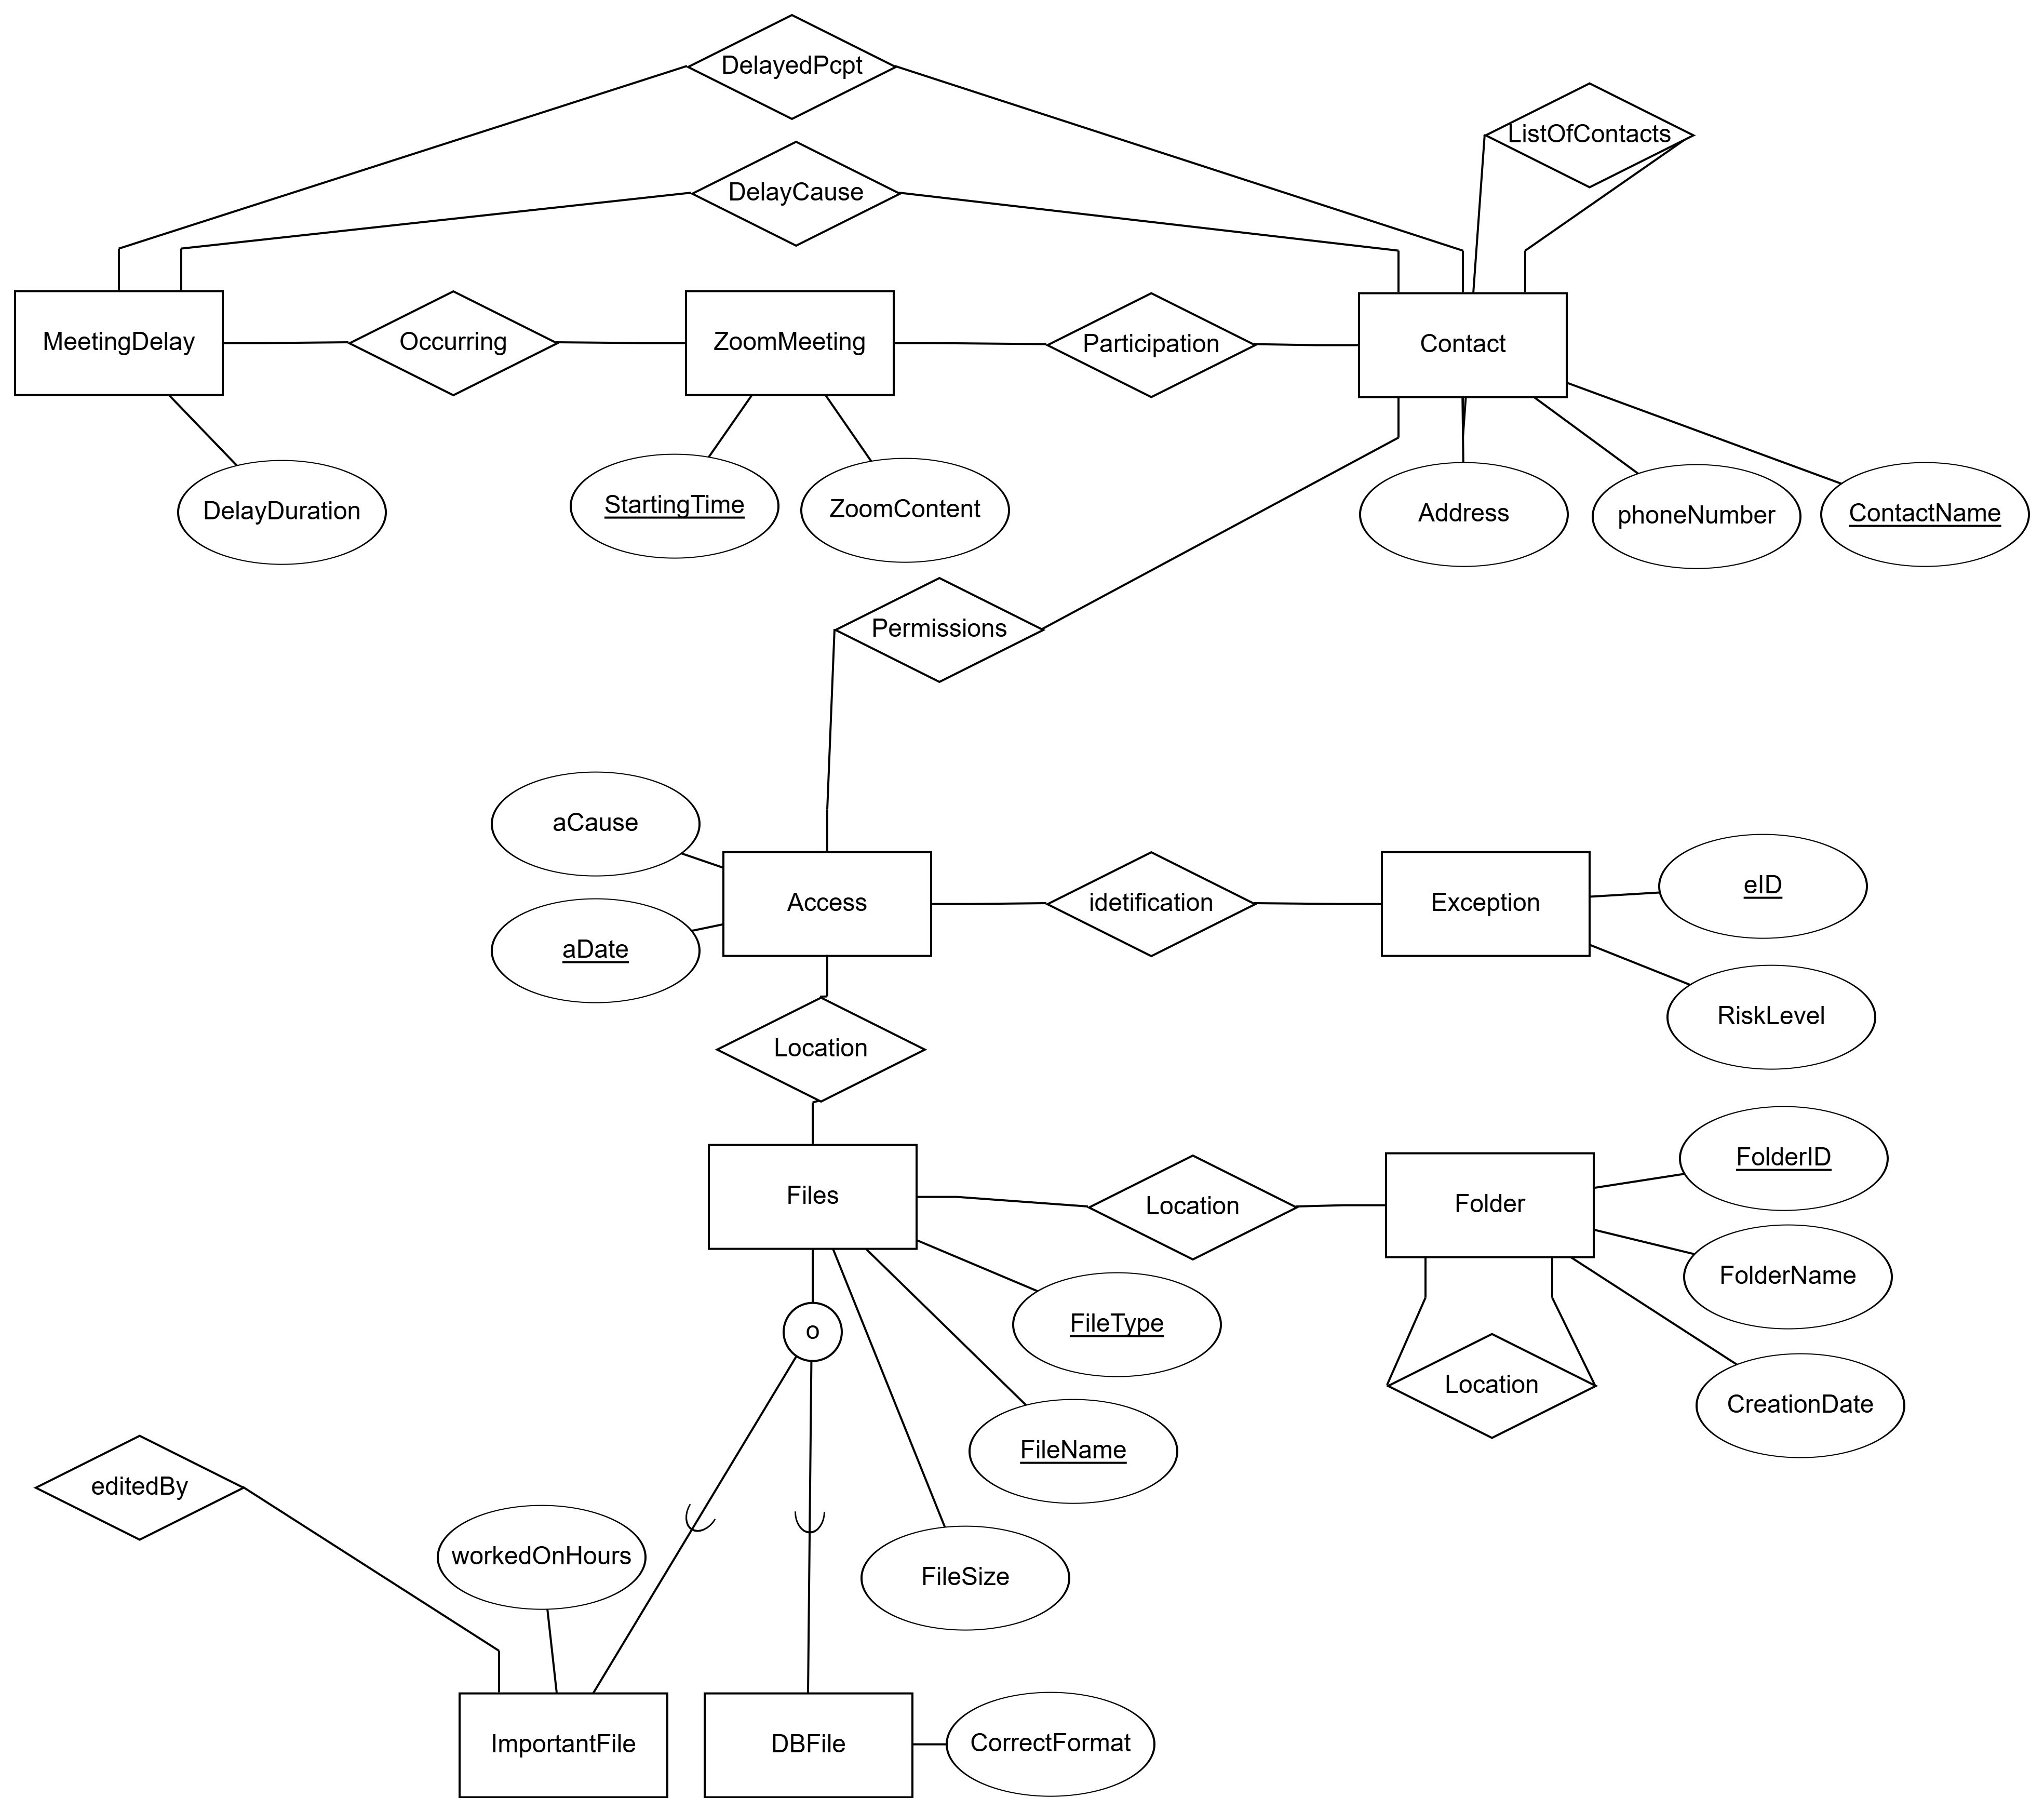 DelayedPcpt
ListOfContacts
DelayCause
MeetingDelay
Occurring
ZoomMeeting
Participation
Contact
DelayDuration
StartingTime
ZoomContent
Address
phoneNumber
ContactName
Permissions
aCause
Access
idetification
Exception
eID
aDate
RiskLevel
Location
Files
Location
Folder
FolderID
FolderName
FileType
o
Location
CreationDate
FileName
editedBy
workedOnHours
FileSize
ImportantFile
DBFile
CorrectFormat